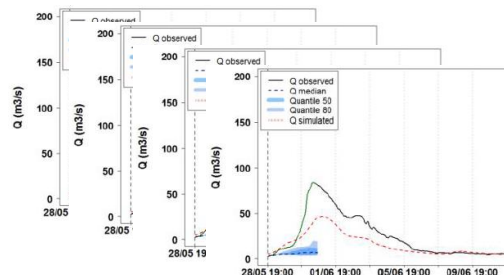 Q (m3/s)
200
150
100
50
0
28/05
Q observed
Q (m3/s)
200
150
100
50
0
28/05
Q observed
Q (m3/s)
200
150
100
50
0
28/05 19
Q observed
Q (m3/s)
200
150
100
50
0
Q observed
Q median
Quantile 50
Quantile 80
Q simulated
28/05 19:00
01/06 19:00
05/06 19:00
09/06 19:00